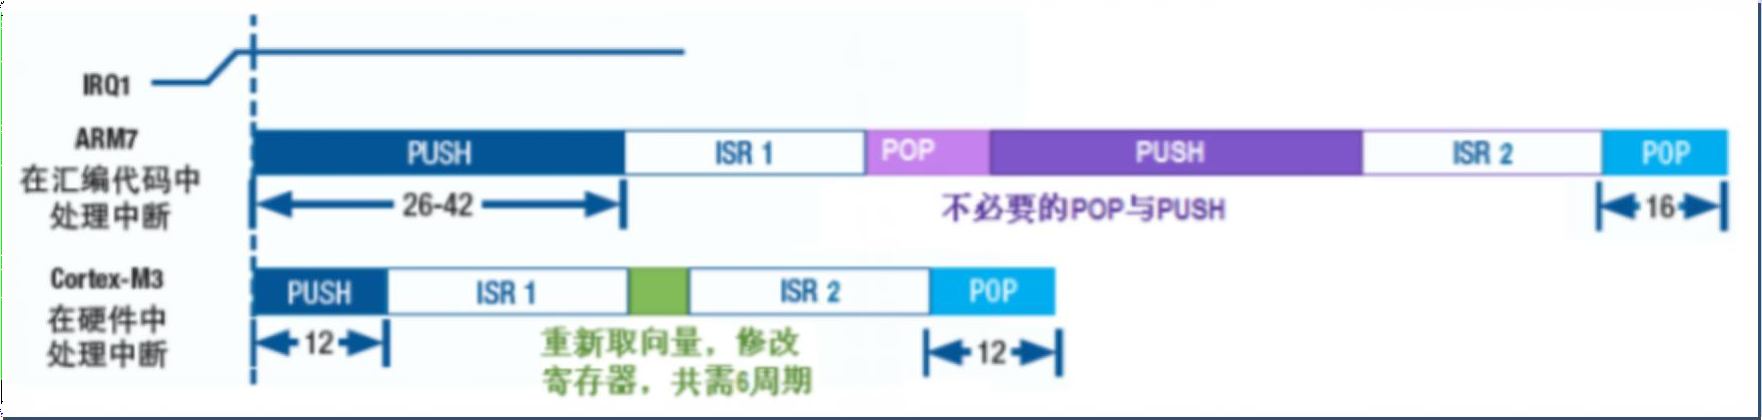 IRQ1
ARM7
在汇编代码中
处理中断
PUSH
ISR 1
POP
PUSH
ISR 2
POP
26-42
不必要的POP与PUSH
16
Cortex-M3
在硬件中
处理中断
PUSH
ISR 1
ISR 2
POP
12
重新取向量，修改
寄存器，共需6周期
12